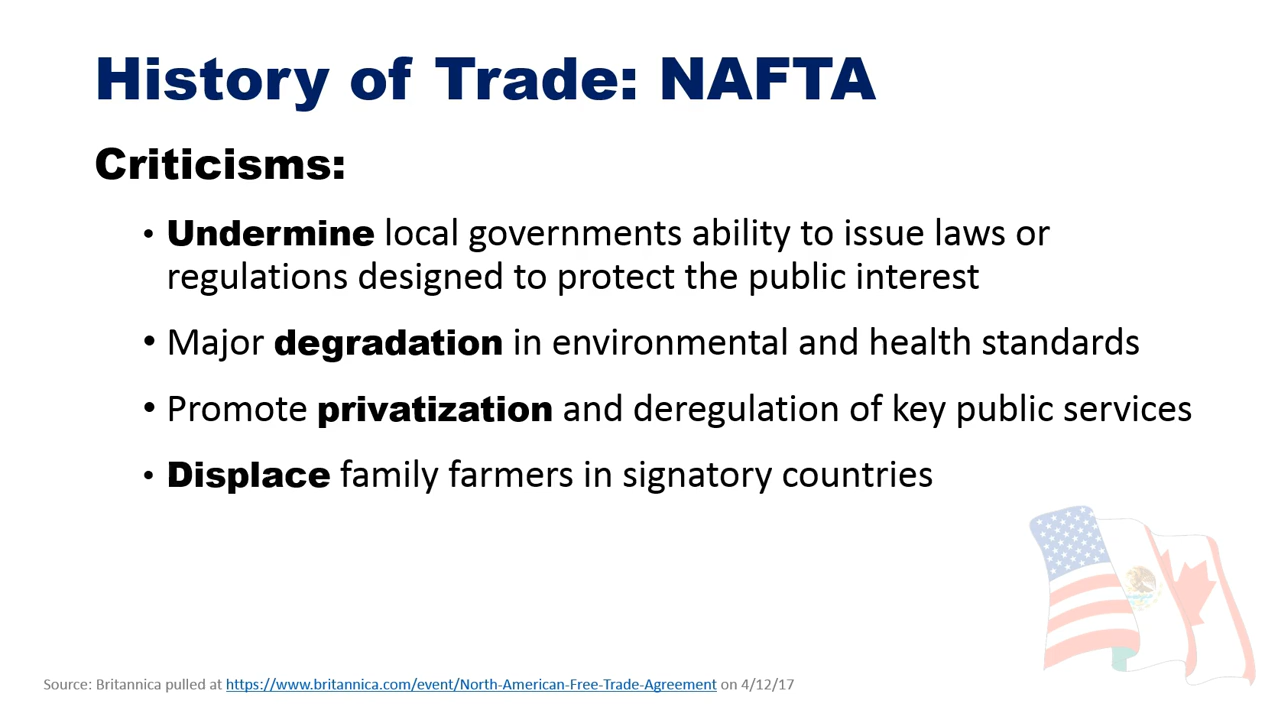 History of Trade: NAFTA
Criticisms:
• Undermine local governments ability to issue laws or
regulations designed to protect the public interest
• Major degradation in environmental and health standards
• Promote privatization and deregulation of key public services
• Displace family farmers in signatory countries
Source: Britannica pulled at https://www.britannica.com/event/North-American-Free-Trade-Agreement on 4/12/17